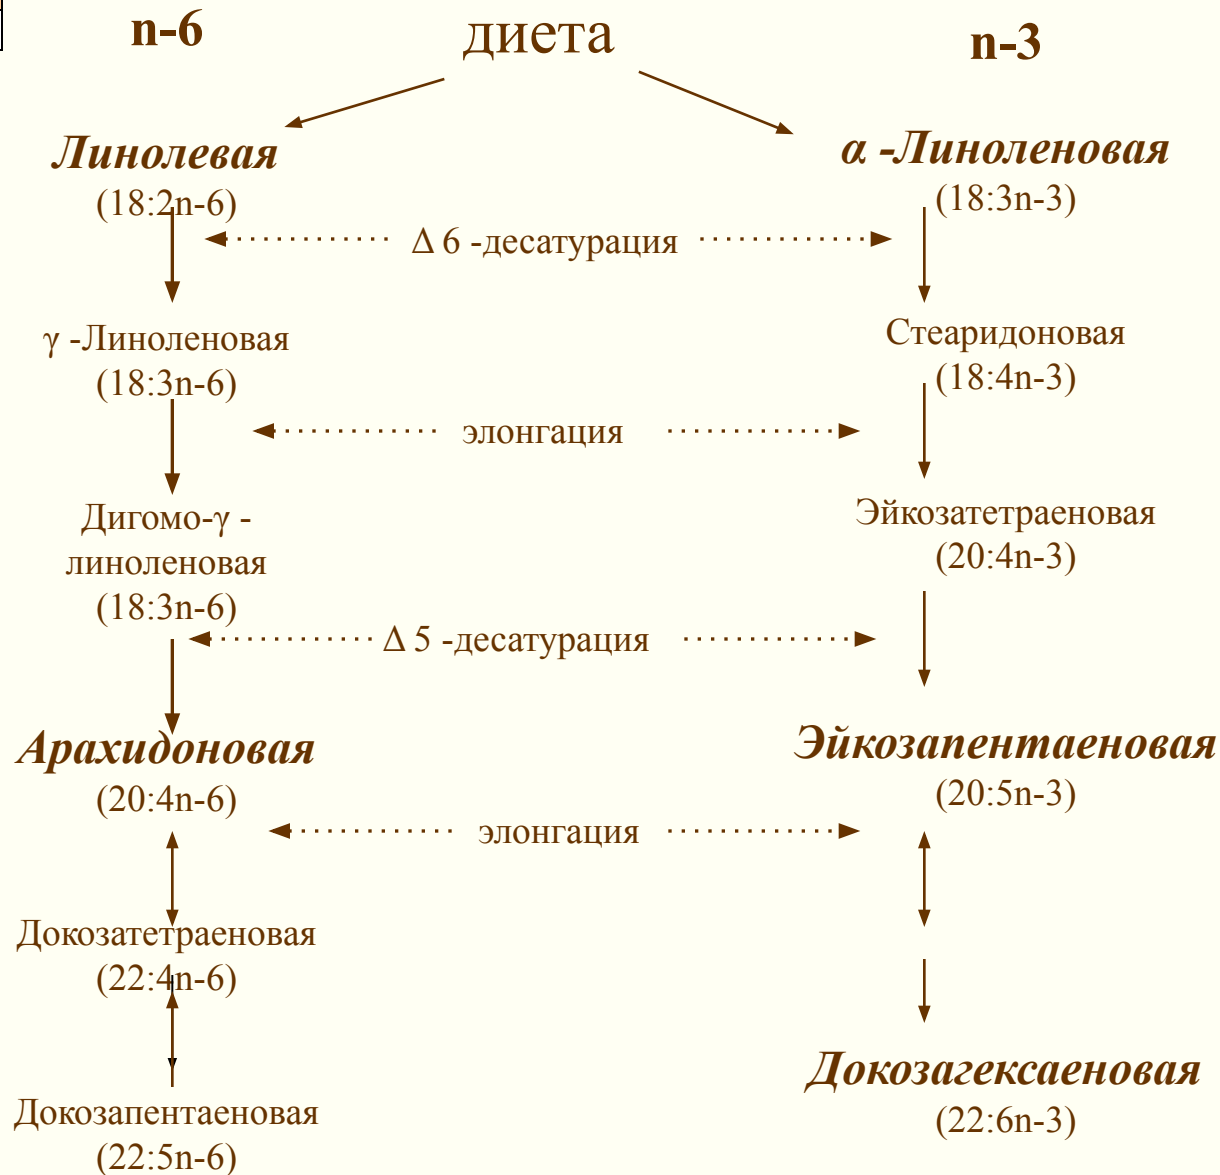 n-6
диета
n-3
Линолевая
(18:2n-6)
α -Линоленовая
(18:3n-3)
Δ 6 -десатурация
γ -Линоленовая
(18:3n-6)
Стеаридоновая
(18:4n-3)
элонгация
Дигомо-γ -
линоленовая
(18:3n-6)
Эйкозатетраеновая
(20:4n-3)
Δ 5 -десатурация
Арахидоновая
(20:4n-6)
Эйкозапентаеновая
(20:5n-3)
элонгация
Докозатетраеновая
(22:4n-6)
Докозапентаеновая
(22:5n-6)
Докозагексаеновая
(22:6n-3)